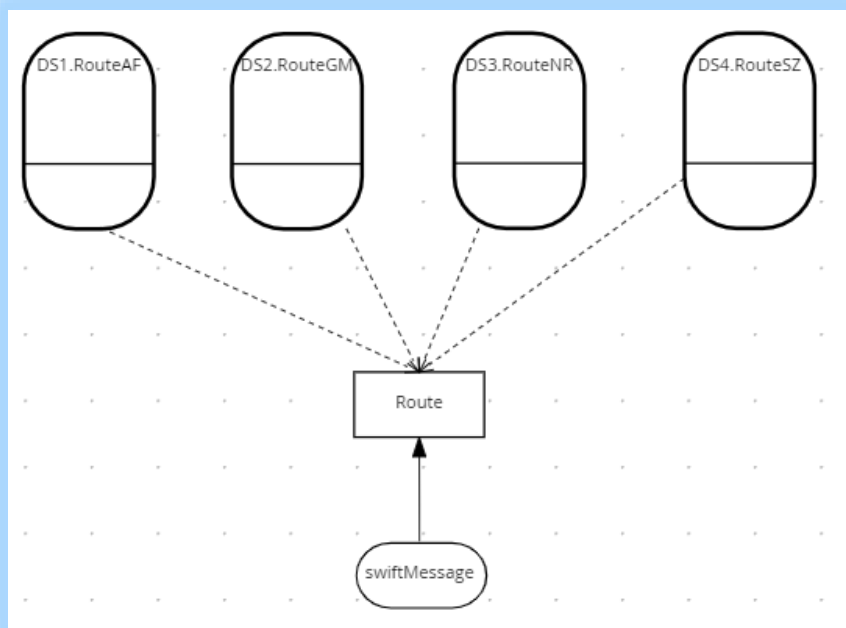 DS1.RouteAF
DS2.RouteGM
DS3.RouteNR
DS4.RouteSZ
Route
swiftMessage